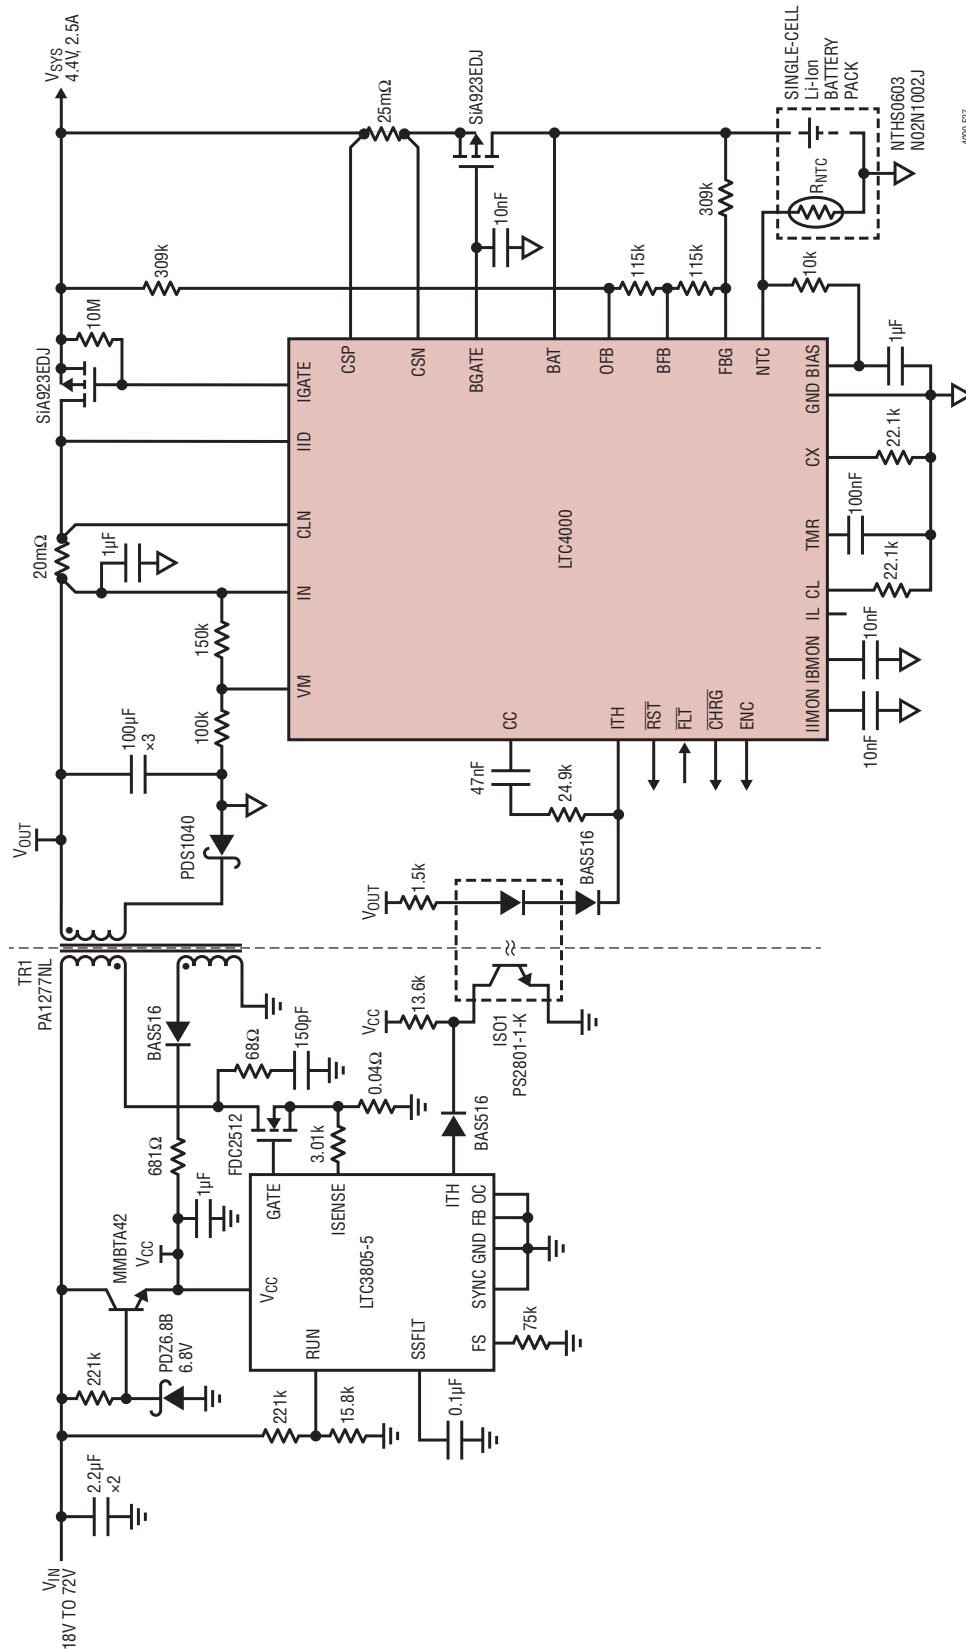 VIN
18V TO 72V
2.2µF
×2
221k
PDZ6.8B
6.8V
MMBTA42
VCC
1µF
681Ω
BAS516
TR1
PA1277NL
VOUT
100µF
×3
PDS1040
100k
150k
1µF
20mΩ
SiA923EDJ
10M
309k
VSYS
4.4V, 2.5A
221k
15.8k
0.1µF
75k
RUN
VCC
SSFLT
LTC3805-5
GATE
ISENSE
ITH
FS
SYNC
GND
FB
OC
FDC2512
68Ω
150pF
3.01k
0.04Ω
BAS516
VCC
13.6k
ISO1
PS2801-1-K
VOUT
1.5k
BAS516
47nF
24.9k
VM
IN
CLN
IID
IGATE
CC
ITH
RST
FLT
CHRG
ENC
LTC4000
CSP
CSN
BGATE
BAT
OFB
BFB
FBG
NTC
IIMON
IBMON
IL
CL
TMR
CX
GND
BIAS
10nF
10nF
22.1k
100nF
22.1k
1µF
25mΩ
SiA923EDJ
10nF
115k
115k
309k
10k
RNTC
SINGLE-CELL
Li-Ion
BATTERY
PACK
NTHS0603
N02N1002J
4000 F27